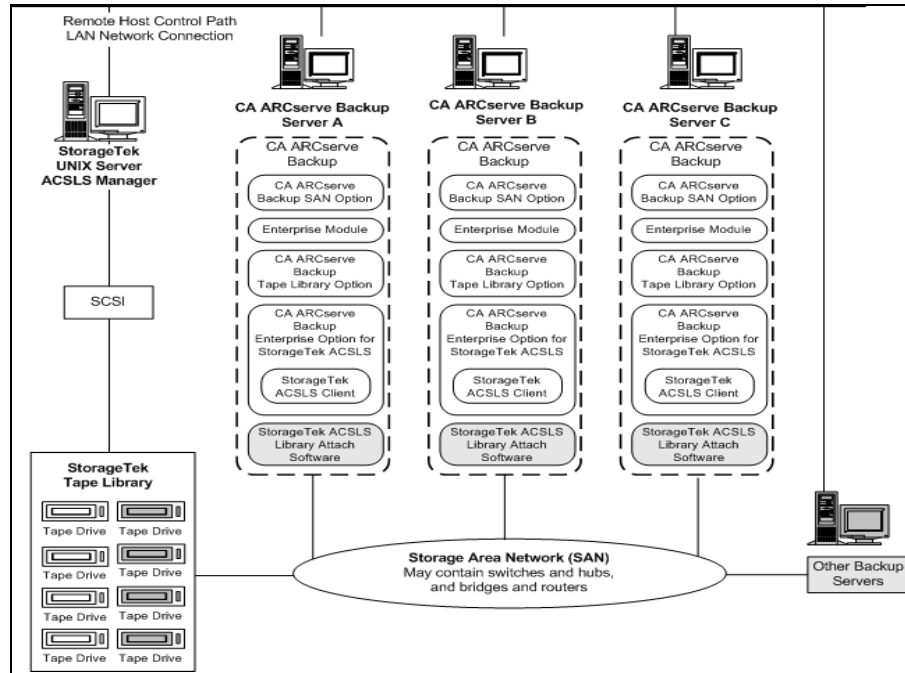 Remote Host Control Path
LAN Network Connection
StorageTek
UNIX Server
ACSLS Manager
SCSI
StorageTek
Tape Library
Tape Drive
Tape Drive
Tape Drive
Tape Drive
Tape Drive
Tape Drive
Tape Drive
Tape Drive
CA ARCserve Backup
Server A
CA ARCserve
Backup
CA ARCserve
Backup SAN Option
Enterprise Module
CA ARCserve
Backup
Tape Library Option
CA ARCserve
Backup
Enterprise Option for
StorageTek ACSLS
StorageTek
ACSLS Client
StorageTek ACSLS
Library Attach
Software
CA ARCserve Backup
Server B
CA ARCserve
Backup
CA ARCserve
Backup SAN Option
Enterprise Module
CA ARCserve
Backup
Tape Library Option
CA ARCserve
Backup
Enterprise Option for
StorageTek ACSLS
StorageTek
ACSLS Client
StorageTek ACSLS
Library Attach
Software
CA ARCserve Backup
Server C
CA ARCserve
Backup
CA ARCserve
Backup SAN Option
Enterprise Module
CA ARCserve
Backup
Tape Library Option
CA ARCserve
Backup
Enterprise Option for
StorageTek ACSLS
StorageTek
ACSLS Client
StorageTek ACSLS
Library Attach
Software
Storage Area Network (SAN)
May contain switches and hubs,
and bridges and routers
Other Backup
Servers